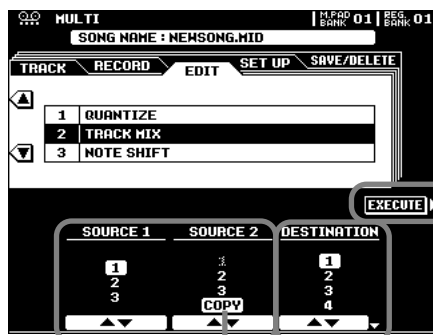 MULTI M.PAD BANK 01 REG. BANK 01
SONG NAME : NEWSONG.MID
TRACK RECORD EDIT SET UP SAVE/DELETE
1 QUANTIZE
2 TRACK MIX
3 NOTE SHIFT
EXECUTE
SOURCE 1 SOURCE 2 DESTINATION
1 1 1
2 2 2
3 3 3
COPY 4